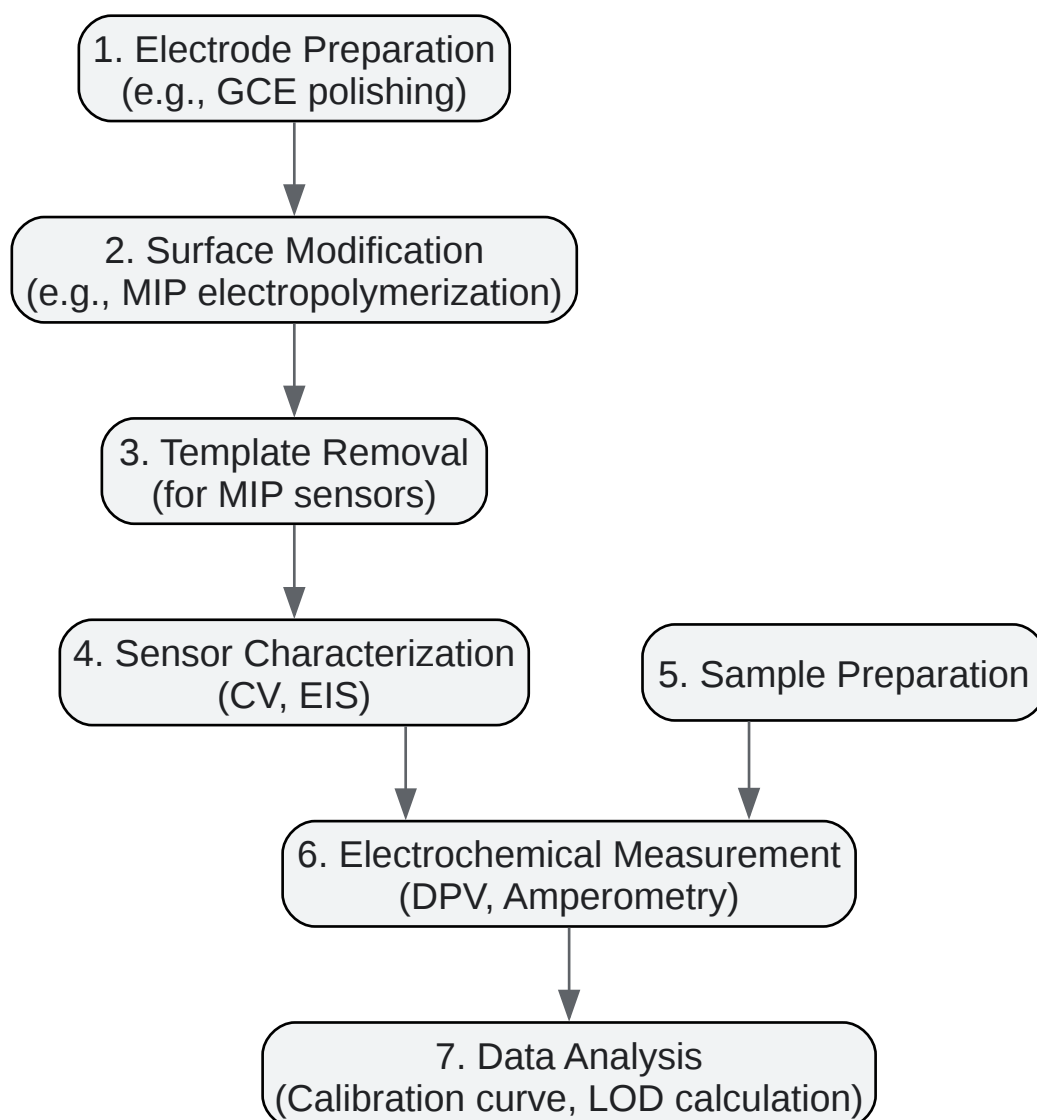 1. Electrode Preparation
(e.g., GCE polishing)
2. Surface Modification
(e.g., MIP electropolymerization)
3. Template Removal
(for MIP sensors)
4. Sensor Characterization
(CV, EIS)
5. Sample Preparation
6. Electrochemical Measurement
(DPV, Amperometry)
7. Data Analysis
(Calibration curve, LOD calculation)